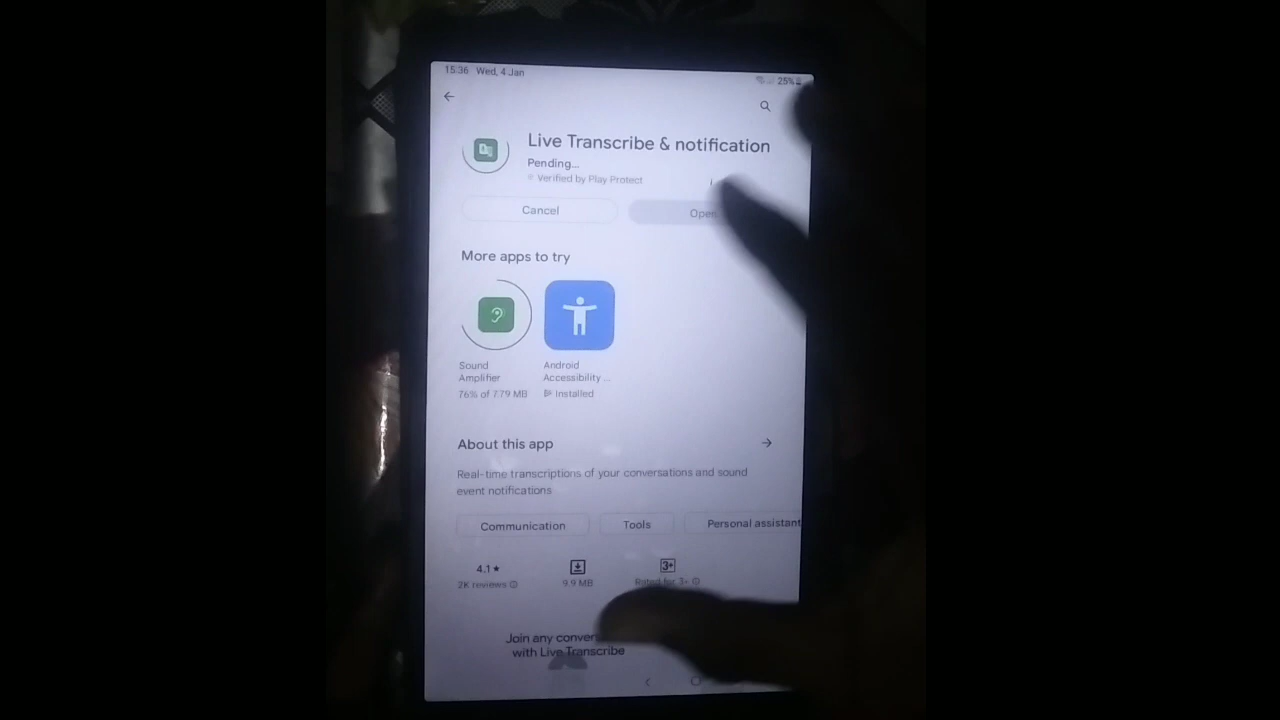 15:36 Wed, 4 Jan
25%
Live Transcribe & notification
Pending...
Verified by Play Protect
Cancel
Open
More apps to try
Sound
Amplifier
76% of 7.79 MB
Android
Accessibility ...
Installed
About this app
Real-time transcriptions of your conversations and sound
event notifications
Communication
Tools
Personal assistant
4.1★
2K reviews
9.9 MB
3+
Rated for 3+
Join any conver
with Live Transcribe